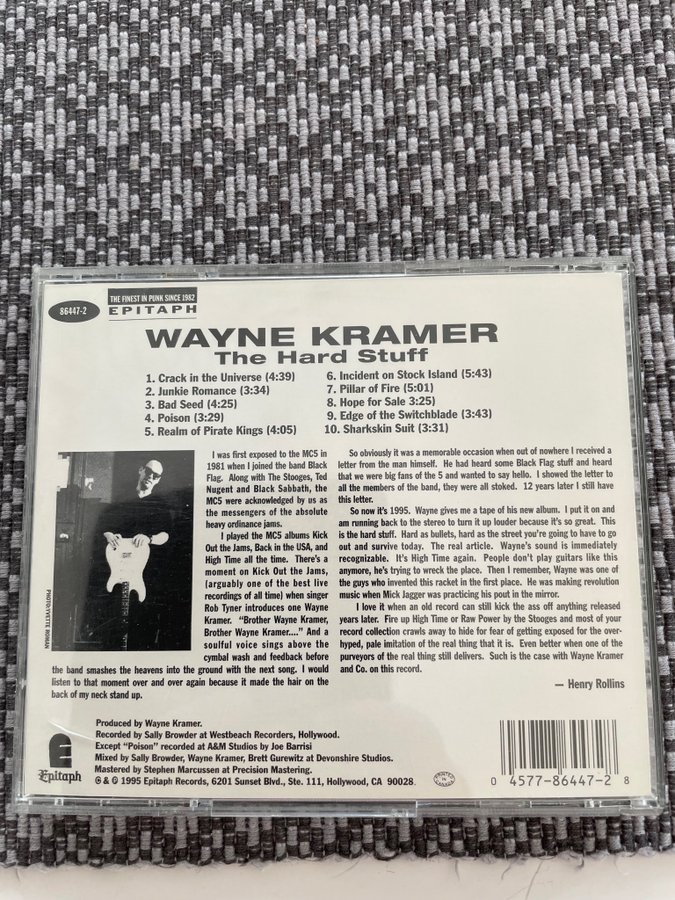 86447-2
THE FINEST IN PUNK SINCE 1982
EPITAPH
WAYNE KRAMER
The Hard Stuff
1. Crack in the Universe (4:39)
2. Junkie Romance (3:34)
3. Bad Seed (4:25)
4. Poison (3:29)
5. Realm of Pirate Kings (4:05)
6. Incident on Stock Island (5:43)
7. Pillar of Fire (5:01)
8. Hope for Sale 3:25)
9. Edge of the Switchblade (3:43)
10. Sharkskin Suit (3:31)
PHOTO:YVETTE ROMAN
I was first exposed to the MC5 in
1981 when I joined the band Black
Flag. Along with The Stooges, Ted
Nugent and Black Sabbath, the
MC5 were acknowledged by us as
the messengers of the absolute
heavy ordinance jams.
I played the MC5 albums Kick
Out the Jams, Back in the USA, and
High Time all the time. There's a
moment on Kick Out the Jams,
(arguably one of the best live
recordings of all time) when singer
Rob Tyner introduces one Wayne
Kramer. "Brother Wayne Kramer,
Brother Wayne Kramer...." And a
soulful voice sings above the
cymbal wash and feedback before
the band smashes the heavens into the ground with the next song. I would
listen to that moment over and over again because it made the hair on the
back of my neck stand up.
So obviously it was a memorable occasion when out of nowhere I received a
letter from the man himself. He had heard some Black Flag stuff and heard
that we were big fans of the 5 and wanted to say hello. I showed the letter to
all the members of the band, they were all stoked. 12 years later I still have
this letter.
So now it's 1995. Wayne gives me a tape of his new album. I put it on and
am running back to the stereo to turn it up louder because it's so great. This
is the hard stuff. Hard as bullets, hard as the street you're going to have to go
out and survive today. The real article. Wayne's sound is immediately
recognizable. It's High Time again. People don't play guitars like this
anymore, he's trying to wreck the place. Then I remember, Wayne was one of
the guys who invented this racket in the first place. He was making revolution
music when Mick Jagger was practicing his pout in the mirror.
I love it when an old record can still kick the ass off anything released
years later. Fire up High Time or Raw Power by the Stooges and most of your
record collection crawls away to hide for fear of getting exposed for the over-
hyped, pale imitation of the real thing that it is. Even better when one of the
purveyors of the real thing still delivers. Such is the case with Wayne Kramer
and Co. on this record.
— Henry Rollins
Epitaph
Produced by Wayne Kramer.
Recorded by Sally Browder at Westbeach Recorders, Hollywood.
Except "Poison" recorded at A&M Studios by Joe Barrisi
Mixed by Sally Browder, Wayne Kramer, Brett Gurewitz at Devonshire Studios.
Mastered by Stephen Marcussen at Precision Mastering.
© & ℗ 1995 Epitaph Records, 6201 Sunset Blvd., Ste. 111, Hollywood, CA 90028.
0 4577-86447-2 8